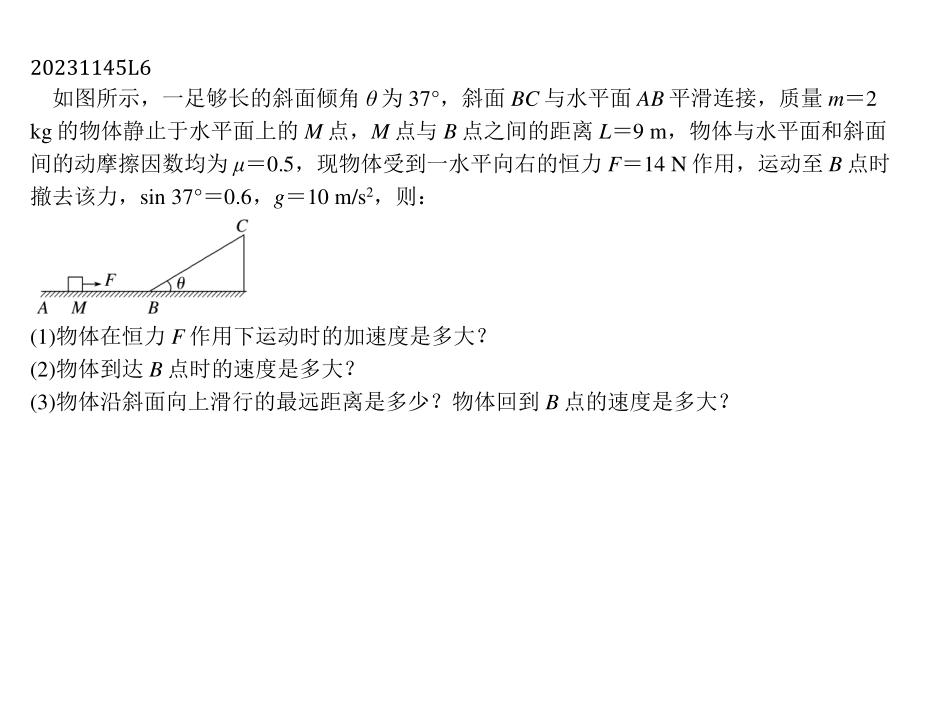 20231145L6
如图所示，一足够长的斜面倾角 θ 为 37°，斜面 BC 与水平面 AB 平滑连接，质量 m＝2
kg 的物体静止于水平面上的 M 点，M 点与 B 点之间的距离 L＝9 m，物体与水平面和斜面
间的动摩擦因数均为 μ＝0.5，现物体受到一水平向右的恒力 F＝14 N 作用，运动至 B 点时
撤去该力，sin 37°＝0.6，g＝10 m/s²，则：
C
F
θ
A M B
(1)物体在恒力 F 作用下运动时的加速度是多大？
(2)物体到达 B 点时的速度是多大？
(3)物体沿斜面向上滑行的最远距离是多少？物体回到 B 点的速度是多大？